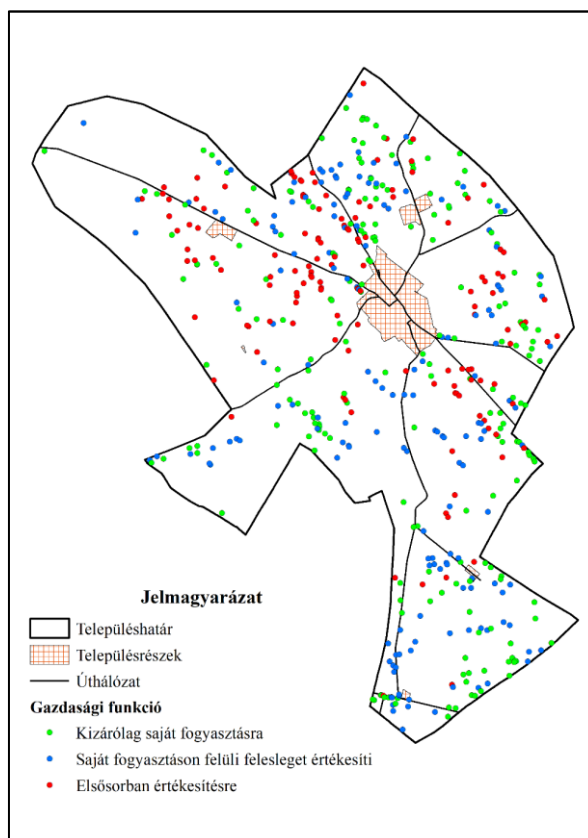 Jelmagyarázat
Településhatár
Településrészek
Úthálózat
Gazdasági funkció
Kizárólag saját fogyasztásra
Saját fogyasztáson felüli felesleget értékesíti
Elsősorban értékesítésre